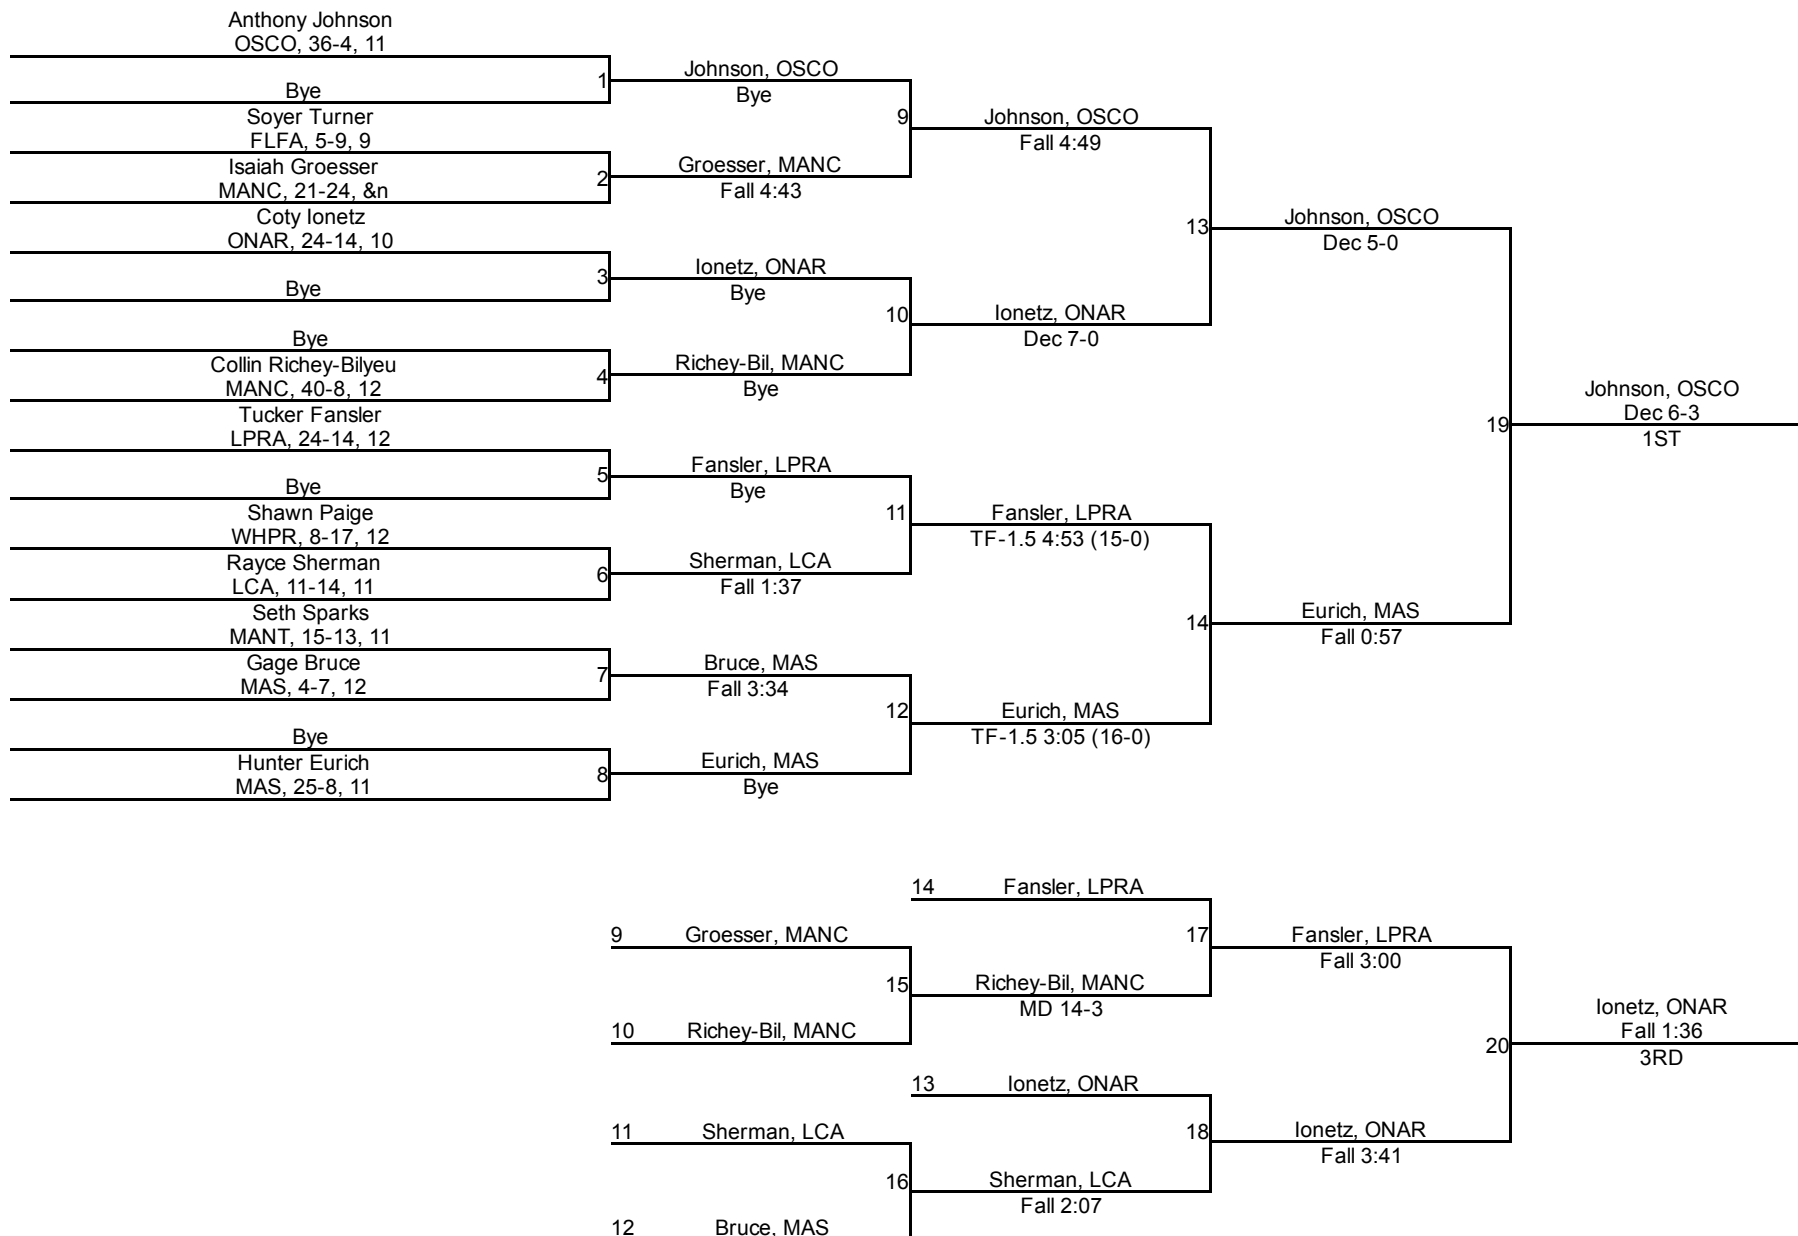 Anthony Johnson
OSCO, 36-4, 11
Bye
1
Soyer Turner
FLFA, 5-9, 9
Isaiah Groesser
MANC, 21-24, &n
2
Coty Ionetz
ONAR, 24-14, 10
Bye
3
Bye
Collin Richey-Bilyeu
MANC, 40-8, 12
4
Tucker Fansler
LPRA, 24-14, 12
Bye
5
Shawn Paige
WHPR, 8-17, 12
Rayce Sherman
LCA, 11-14, 11
6
Seth Sparks
MANT, 15-13, 11
Gage Bruce
MAS, 4-7, 12
7
Bye
Hunter Eurich
MAS, 25-8, 11
8
Johnson, OSCO
Bye
9
Groesser, MANC
Fall 4:43
Ionetz, ONAR
Bye
10
Richey-Bil, MANC
Bye
Fansler, LPRA
Bye
11
Sherman, LCA
Fall 1:37
Bruce, MAS
Fall 3:34
12
Eurich, MAS
Bye
Johnson, OSCO
Fall 4:49
13
Ionetz, ONAR
Dec 7-0
Fansler, LPRA
TF-1.5 4:53 (15-0)
14
Eurich, MAS
TF-1.5 3:05 (16-0)
Johnson, OSCO
Dec 5-0
19
Eurich, MAS
Fall 0:57
Johnson, OSCO
Dec 6-3
1ST
9 Groesser, MANC
15
10 Richey-Bil, MANC
11 Sherman, LCA
16
12 Bruce, MAS
14 Fansler, LPRA
17
Richey-Bil, MANC
MD 14-3
13 Ionetz, ONAR
18
Sherman, LCA
Fall 2:07
Fansler, LPRA
Fall 3:00
20
Ionetz, ONAR
Fall 3:41
Ionetz, ONAR
Fall 1:36
3RD